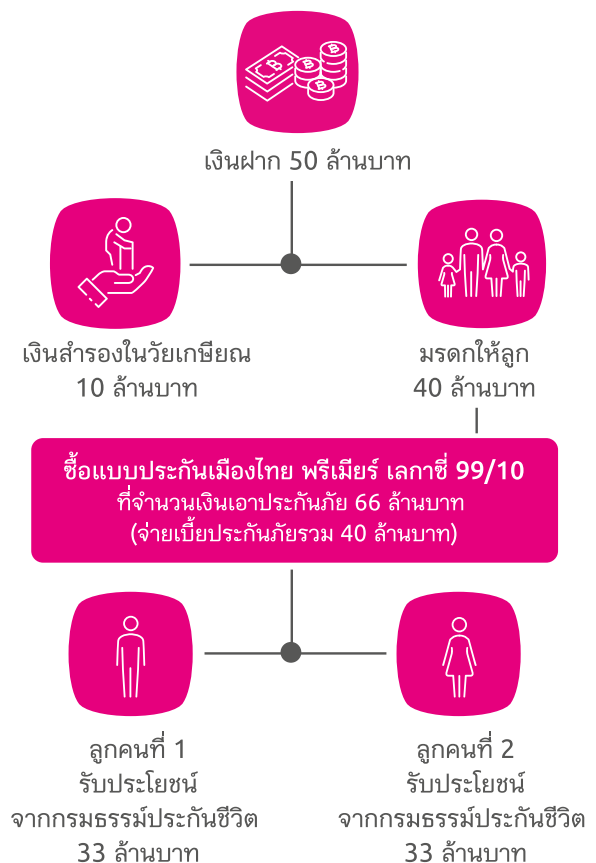 เงินฝาก 50 ล้านบาท
เงินสำรองในวัยเกษียณ
10 ล้านบาท
มรดกให้ลูก
40 ล้านบาท
ซื้อแบบประกันเมืองไทย พรีเมียร์ เลกาซี่ 99/10
ที่จำนวนเงินเอาประกันภัย 66 ล้านบาท
(จ่ายเบี้ยประกันภัยรวม 40 ล้านบาท)
ลูกคนที่ 1
รับประโยชน์
จากกรมธรรม์ประกันชีวิต
33 ล้านบาท
ลูกคนที่ 2
รับประโยชน์
จากกรมธรรม์ประกันชีวิต
33 ล้านบาท